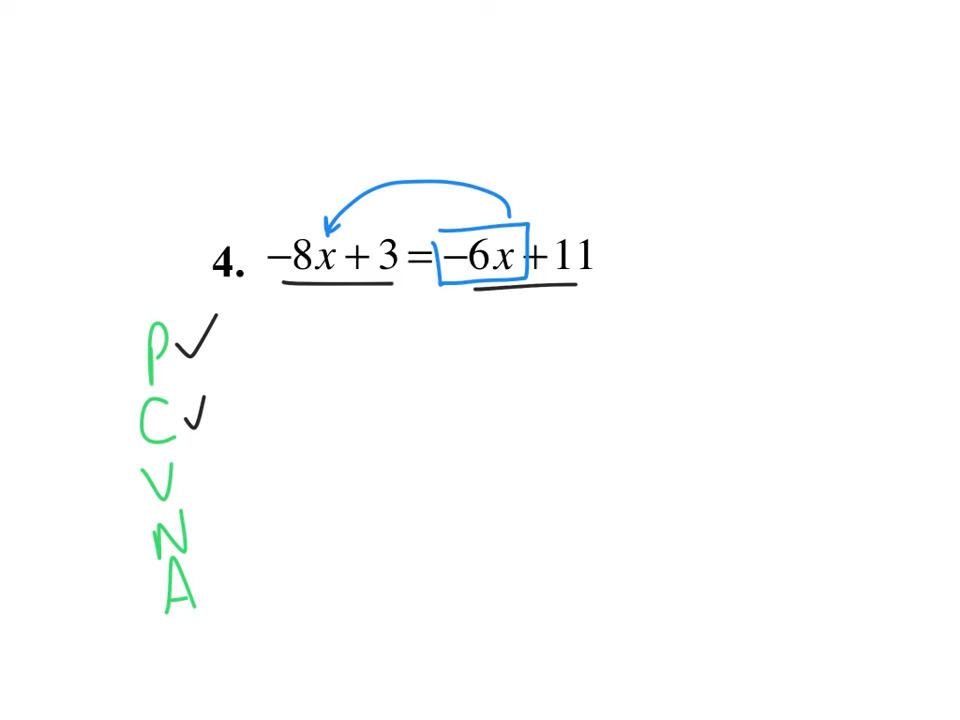 4. −8x + 3 = −6x + 11
P ✓
C ✓
V
N
A